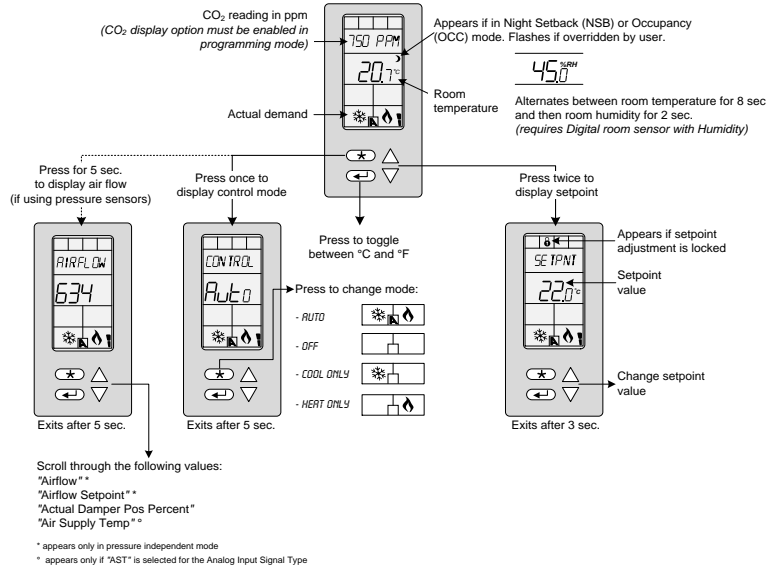 CO₂ reading in ppm
(CO₂ display option must be enabled in
programming mode)
750 PPM
20.7°C
Appears if in Night Setback (NSB) or Occupancy
(OCC) mode. Flashes if overridden by user.
45.0 %RH
Room
temperature
Alternates between room temperature for 8 sec
and then room humidity for 2 sec.
(requires Digital room sensor with Humidity)
Actual demand
A
Press for 5 sec.
to display air flow
(if using pressure sensors)
Press once to
display control mode
Press twice to
display setpoint
Press to toggle
between °C and °F
AIRFLOW
634
A
Exits after 5 sec.
CONTROL
Auto
A
Exits after 5 sec.
Press to change mode:
- AUTO
A
- OFF
- COOL ONLY
- HEAT ONLY
SETPNT
22.0°C
A
Exits after 3 sec.
Appears if setpoint
adjustment is locked
Setpoint
value
Change setpoint
value
Scroll through the following values:
"Airflow" *
"Airflow Setpoint" *
"Actual Damper Pos Percent"
"Air Supply Temp" °
* appears only in pressure independent mode
° appears only if "AST" is selected for the Analog Input Signal Type